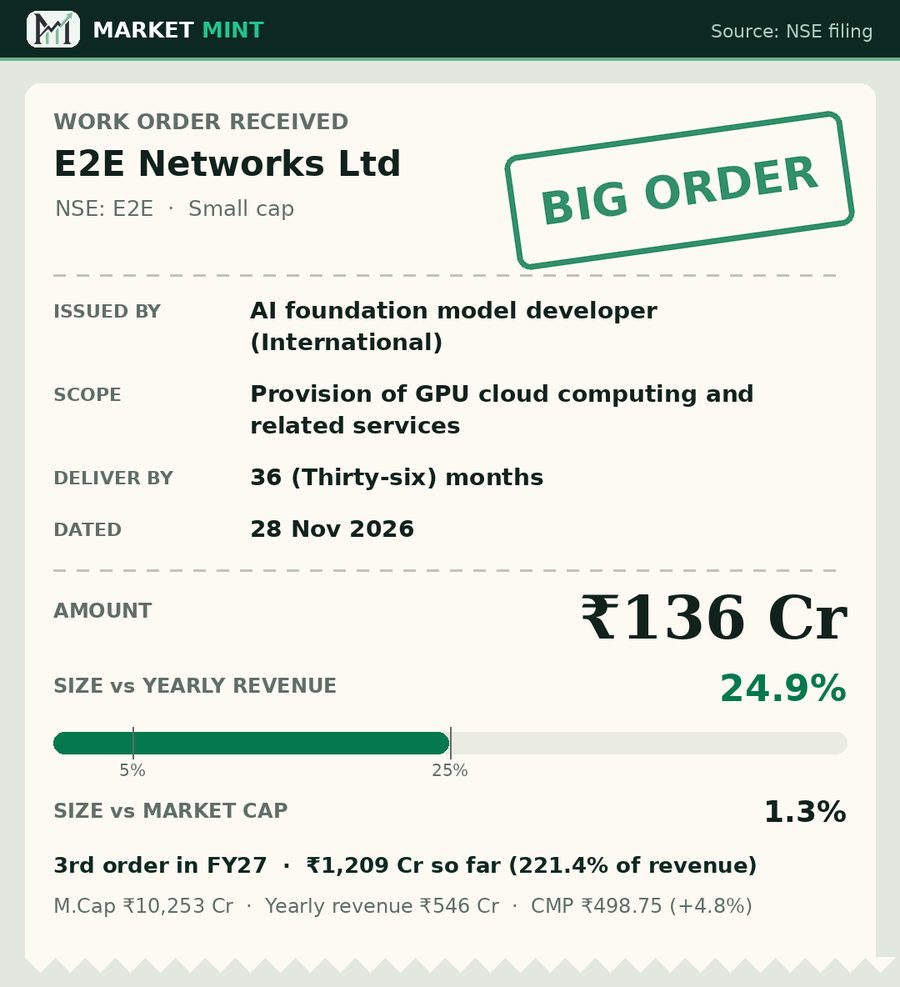 MARKET MINT
Source: NSE filing
WORK ORDER RECEIVED
E2E Networks Ltd
NSE: E2E · Small cap
BIG ORDER
ISSUED BY
AI foundation model developer
(International)
SCOPE
Provision of GPU cloud computing and
related services
DELIVER BY
36 (Thirty-six) months
DATED
28 Nov 2026
AMOUNT
₹136 Cr
SIZE vs YEARLY REVENUE
24.9%
5%
25%
SIZE vs MARKET CAP
1.3%
3rd order in FY27 · ₹1,209 Cr so far (221.4% of revenue)
M.Cap ₹10,253 Cr · Yearly revenue ₹546 Cr · CMP ₹498.75 (+4.8%)